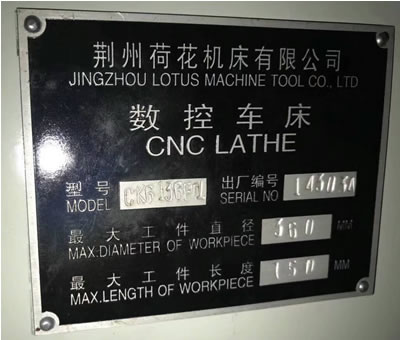 荆州荷花机床有限公司
JINGZHOU LOTUS MACHINE TOOL CO., LTD
数控车床
CNC LATHE
型号 出厂编号
MODEL SERIAL NO
最大工件直径 360 MM
MAX.DIAMETER OF WORKPIECE
最大工件长度 150 MM
MAX.LENGTH OF WORKPIECE